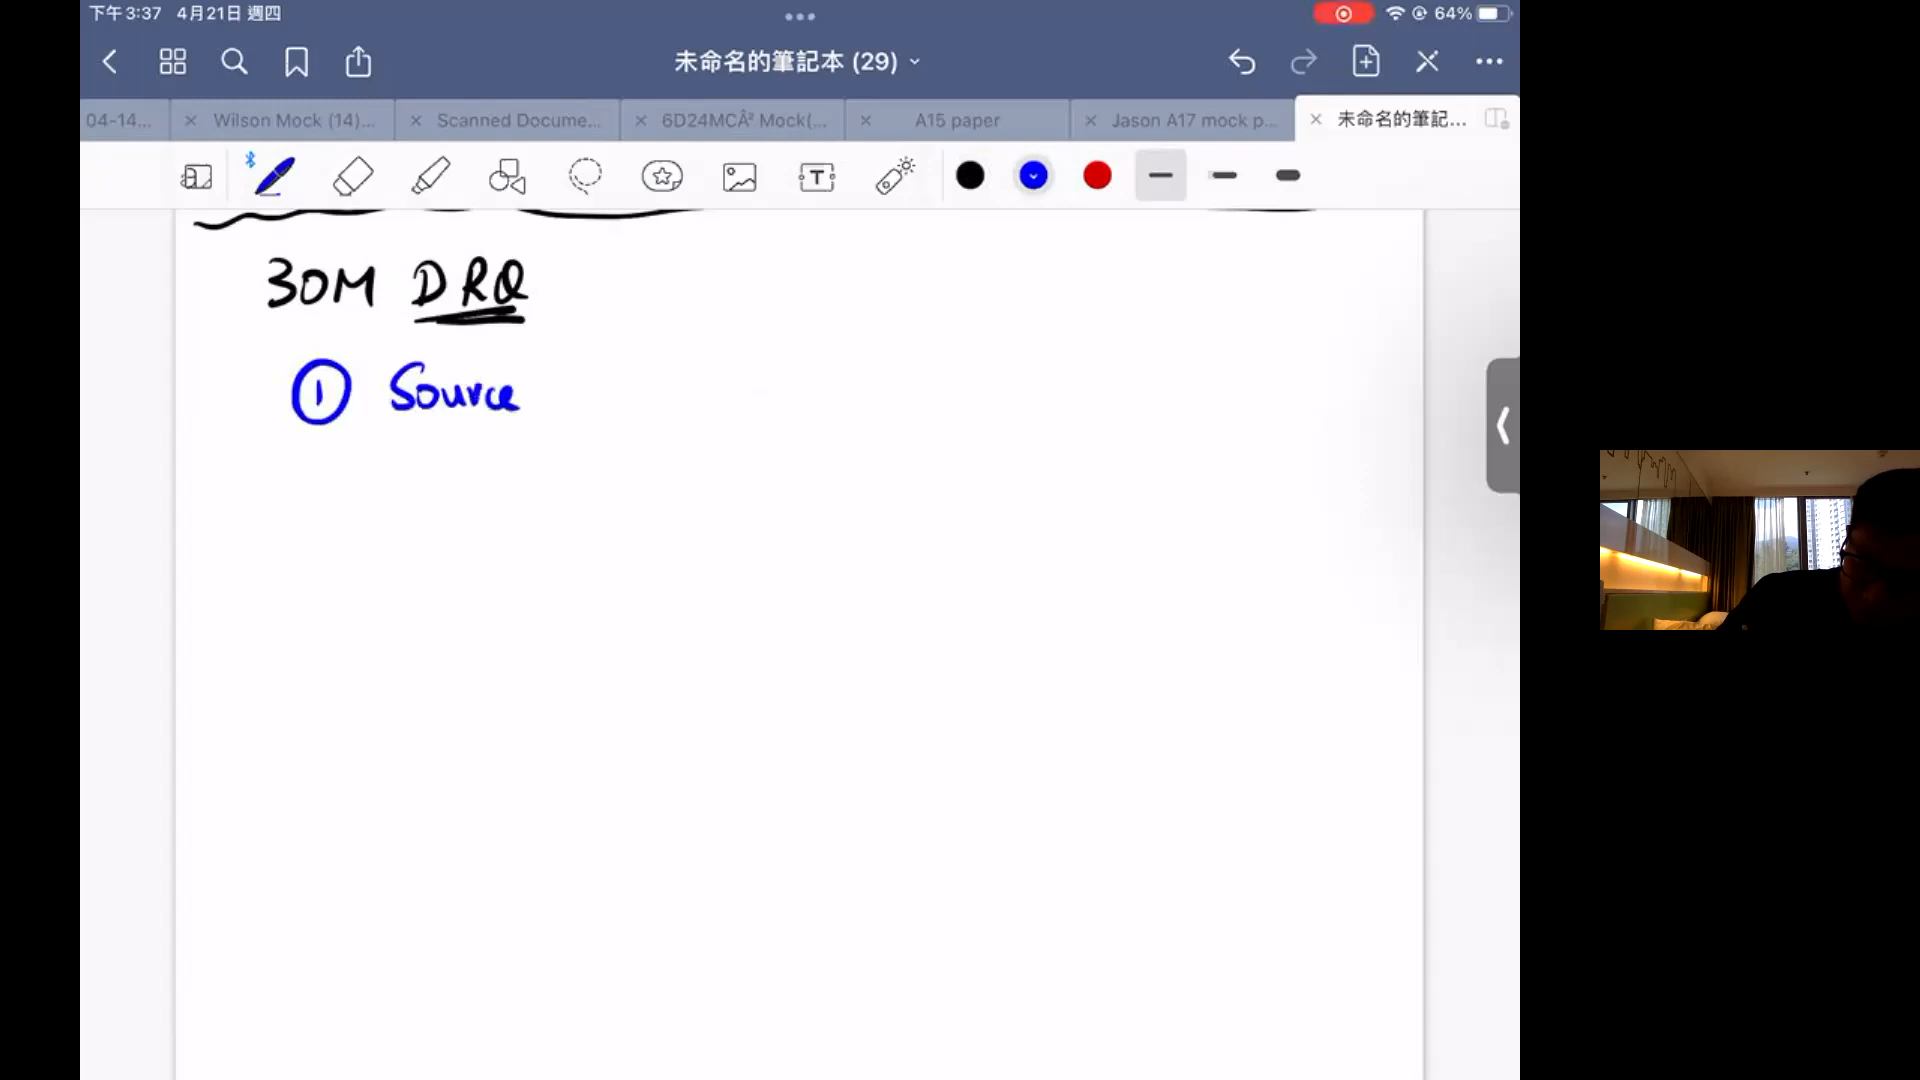 下午3:37 4月21日 週四
64%
未命名的筆記本 (29)
04-14...
Wilson Mock (14)...
Scanned Docume...
6D24MCÂ² Mock(...
A15 paper
Jason A17 mock p...
未命名的筆記...
30M DRQ
① Source